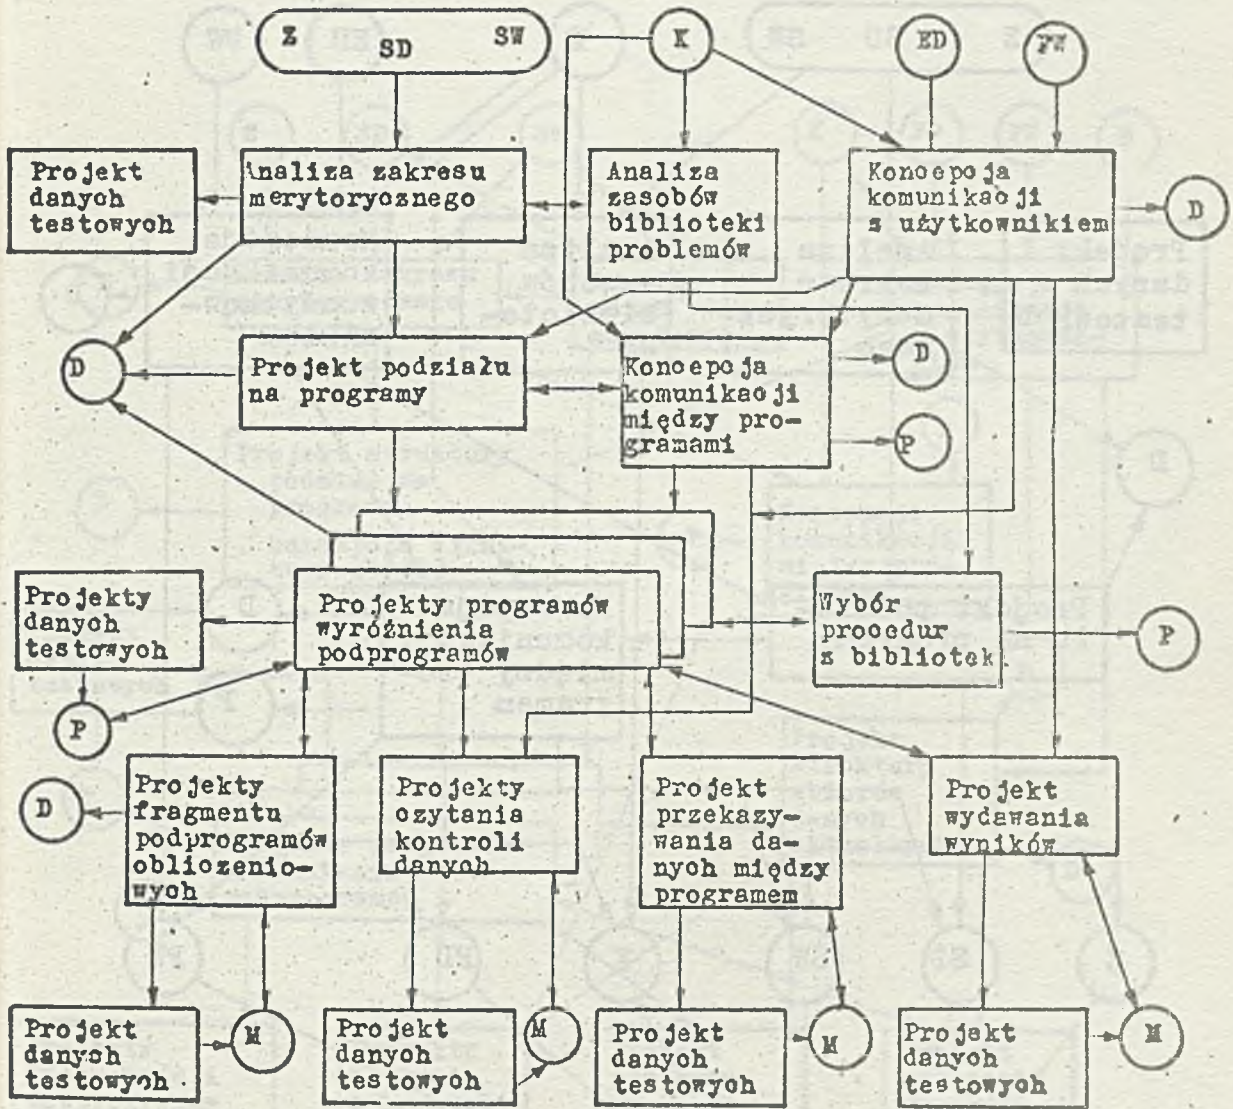 Z SD SW
K
ED
PW
Projekt
danych
testowych
Analiza zakresu
merytorycznego
Analiza
zasobów
biblioteki
problemów
Koncepcja
komunikacji
z użytkownikiem
D
D
Projekt podziału
na programy
Koncepcja
komunikacji
między pro-
gramami
D
P
Projekty
danych
testowych
Projekty programów
wyróżnienia
podprogramów
Wybór
procedur
z bibliotek.
P
P
D
Projekty
fragmentu
podprogramów
obliczenio-
wych
Projekty
czytania
kontroli
danych
Projekt
przekazy-
wania da-
nych między
programem
Projekt
wydawania
wyników
Projekt
danych
testowych
M
Projekt
danych
testowych
M
Projekt
danych
testowych
M
Projekt
danych
testowych
M